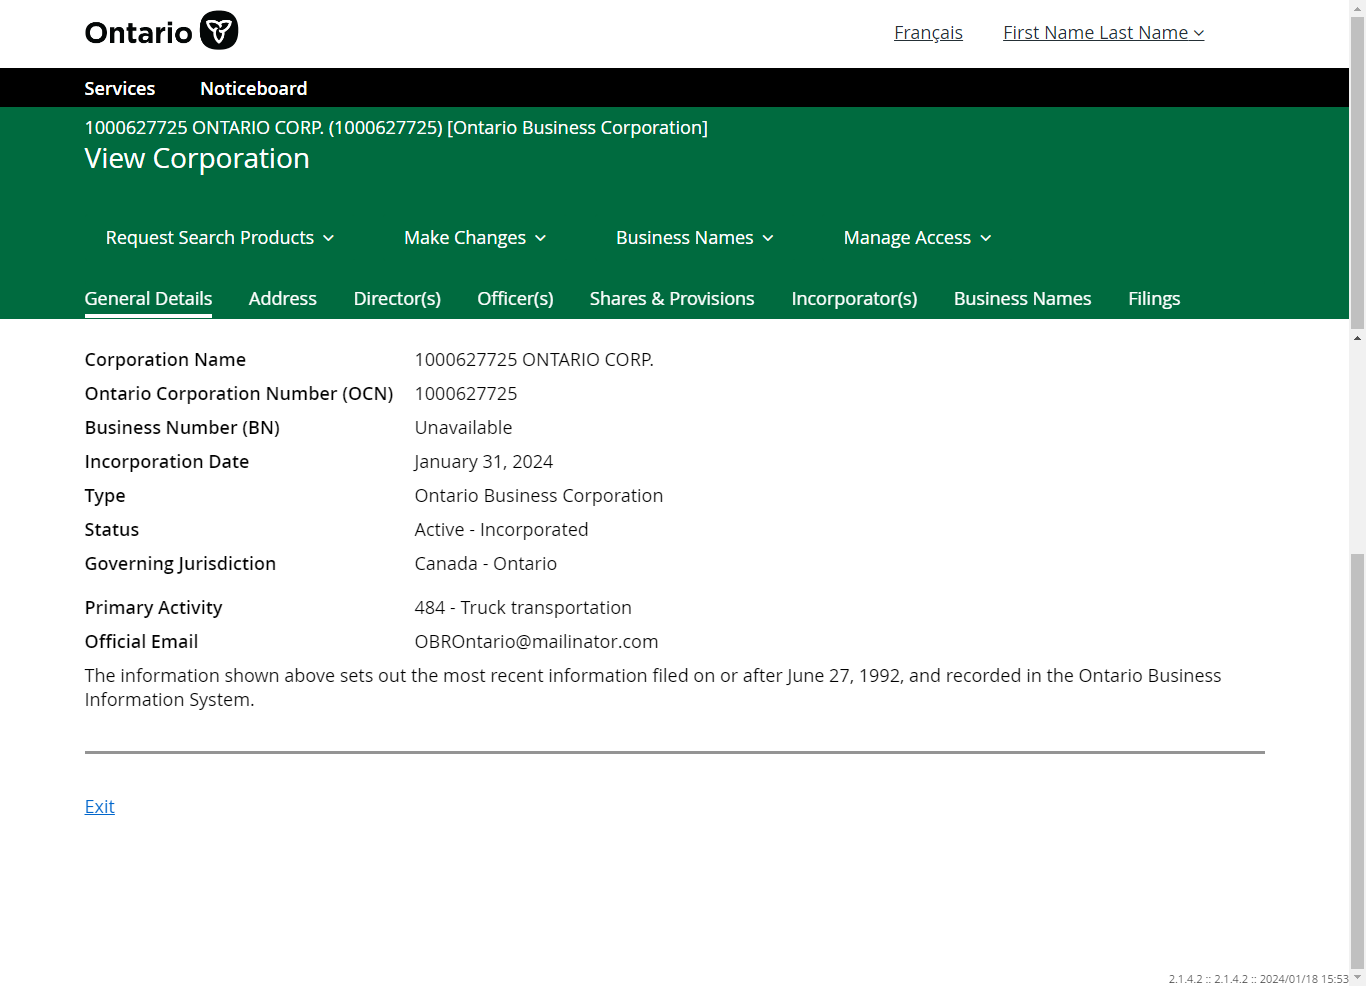 Ontario
Français First Name Last Name
Services Noticeboard
1000627725 ONTARIO CORP. (1000627725) [Ontario Business Corporation]
View Corporation
Request Search Products Make Changes Business Names Manage Access
General Details Address Director(s) Officer(s) Shares & Provisions Incorporator(s) Business Names Filings
Corporation Name 1000627725 ONTARIO CORP.
Ontario Corporation Number (OCN) 1000627725
Business Number (BN) Unavailable
Incorporation Date January 31, 2024
Type Ontario Business Corporation
Status Active - Incorporated
Governing Jurisdiction Canada - Ontario
Primary Activity 484 - Truck transportation
Official Email OBROntario@mailinator.com
The information shown above sets out the most recent information filed on or after June 27, 1992, and recorded in the Ontario Business
Information System.
Exit
2.1.4.2 :: 2.1.4.2 :: 2024/01/18 15:53